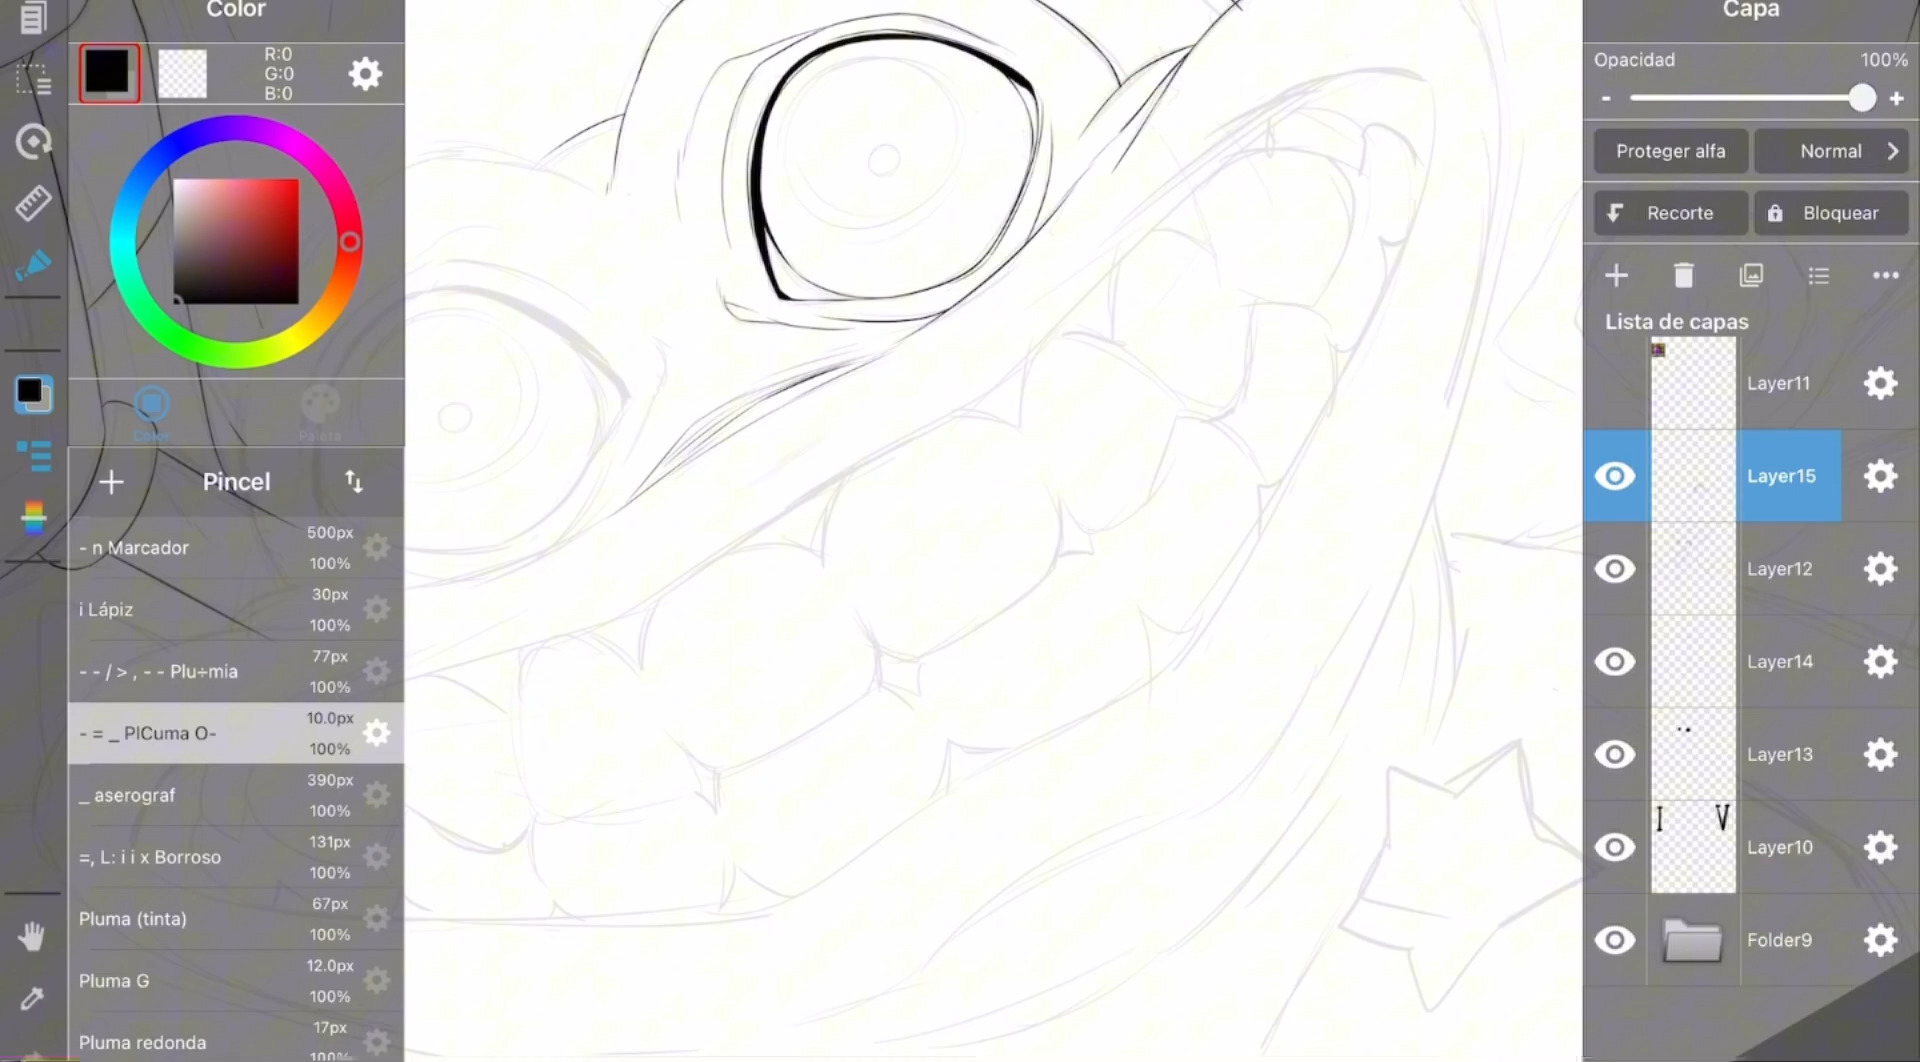 Color
R:0
G:0
B:0
Color
Paleta
Pincel
- n Marcador
500px
100%
i Lápiz
30px
100%
- - / > , - - Plu÷mia
77px
100%
- = _ PlCuma O-
10.0px
100%
_ aserograf
390px
100%
=, L: i i x Borroso
131px
100%
Pluma (tinta)
67px
100%
Pluma G
12.0px
100%
Pluma redonda
17px
100%
Capa
Opacidad 100%
- +
Proteger alfa
Normal
Recorte
Bloquear
Lista de capas
Layer11
Layer15
Layer12
Layer14
Layer13
I V
Layer10
Folder9